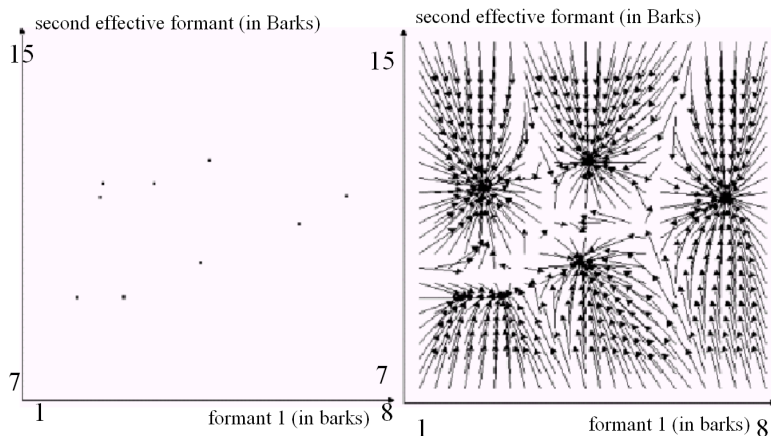 second effective formant (in Barks)
15
7
1
formant 1 (in barks)
8
7
second effective formant (in Barks)
15
1
formant 1 (in barks)
8